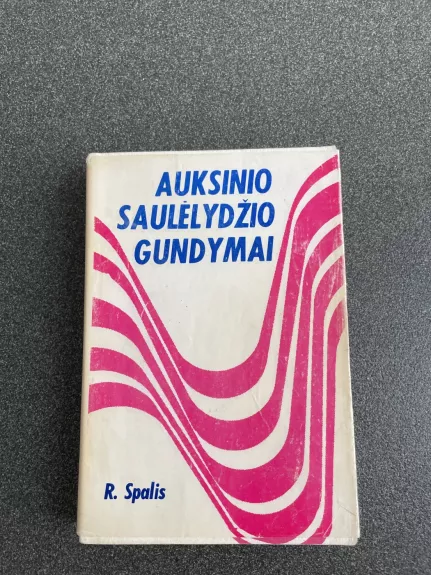 AUKSINIO
SAULĖLYDŽIO
GUNDYMAI
R. Spalis